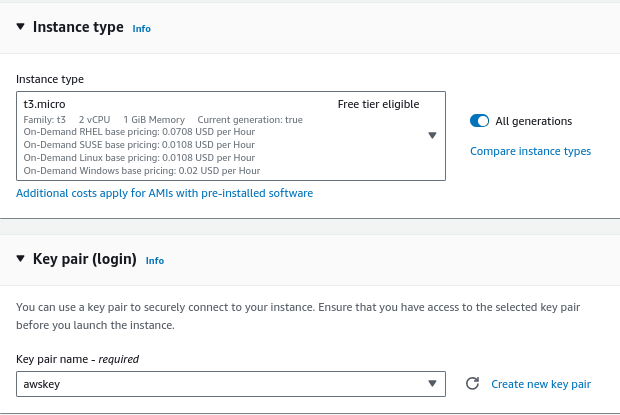 Instance type Info
Instance type
t3.micro Free tier eligible
Family: t3 2 vCPU 1 GiB Memory Current generation: true
On-Demand RHEL base pricing: 0.0708 USD per Hour
On-Demand SUSE base pricing: 0.0108 USD per Hour
On-Demand Linux base pricing: 0.0108 USD per Hour
On-Demand Windows base pricing: 0.02 USD per Hour
All generations
Compare instance types
Additional costs apply for AMIs with pre-installed software
Key pair (login) Info
You can use a key pair to securely connect to your instance. Ensure that you have access to the selected key pair
before you launch the instance.
Key pair name - required
awskey
Create new key pair